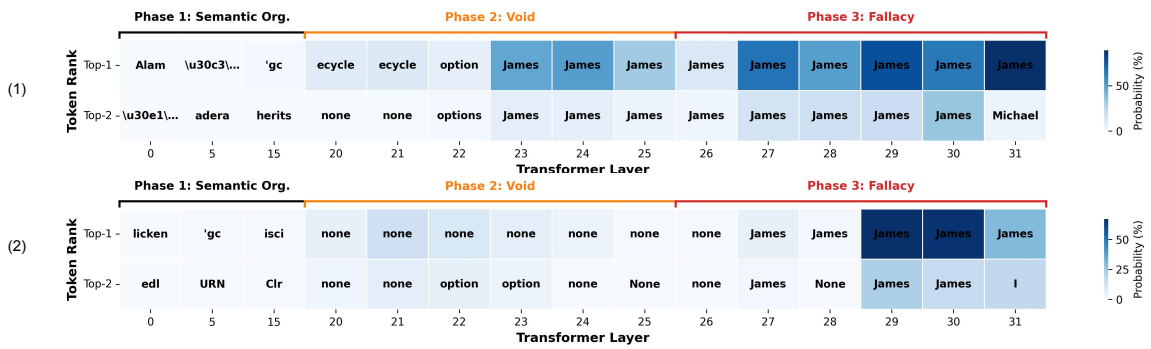 Phase 1: Semantic Org. Phase 2: Void Phase 3: Fallacy
(1)
Token Rank
Top-1 Alam \u30c3\... 'gc ecycle ecycle option James James James James James James James James James
Top-2 \u30e1\... adera herits none none options James James James James James James James James Michael
0 5 15 20 21 22 23 24 25 26 27 28 29 30 31
Transformer Layer
Probability (%)
50
0
Phase 1: Semantic Org. Phase 2: Void Phase 3: Fallacy
(2)
Token Rank
Top-1 licken 'gc isci none none none none none none none James James James James James
Top-2 edl URN Clr none none option option none None none James None James James I
0 5 15 20 21 22 23 24 25 26 27 28 29 30 31
Transformer Layer
Probability (%)
50
25
0